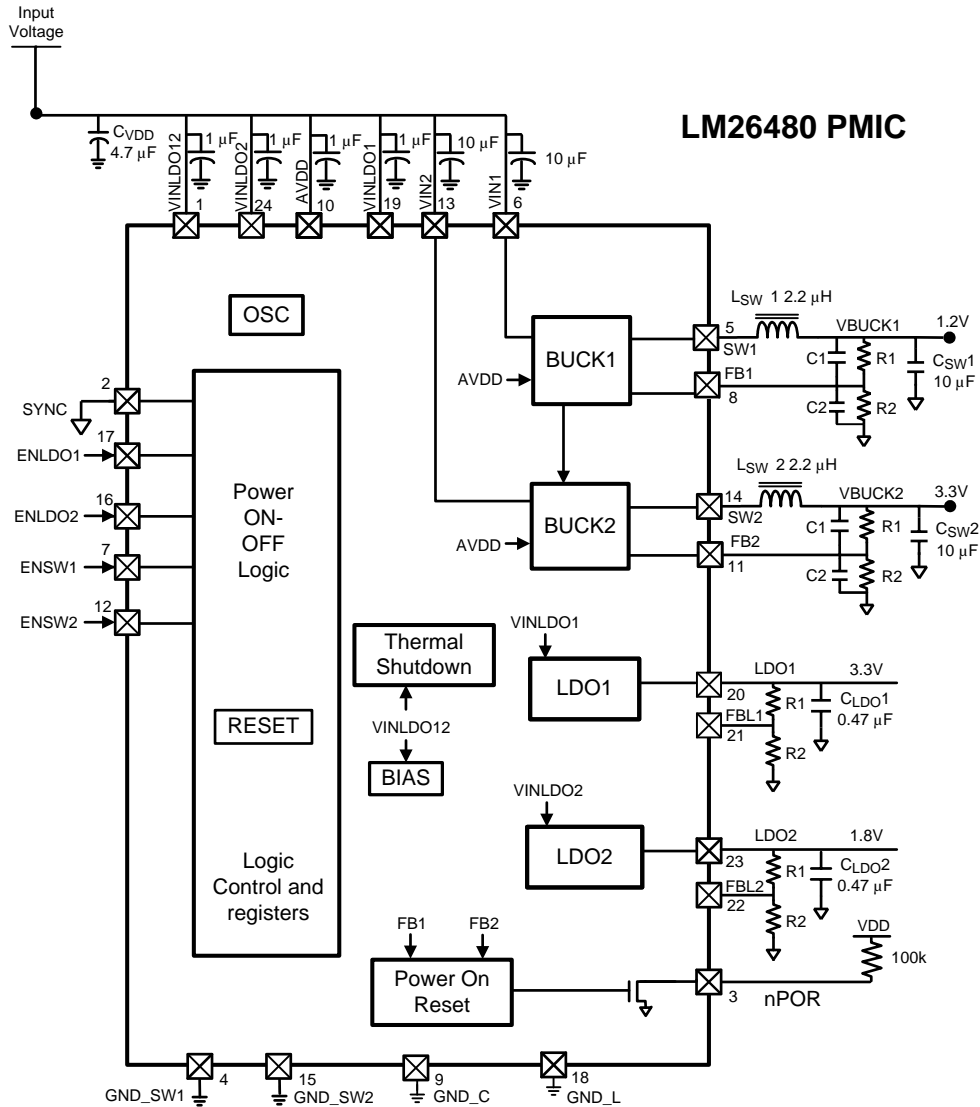 Input
Voltage
LM26480 PMIC
CVDD
4.7 µF
1 µF
1 µF
1 µF
1 µF
10 µF
10 µF
VINLDO12
VINLDO2
AVDD
VINLDO1
VIN2
VIN1
1
24
10
19
13
6
OSC
LSW 1 2.2 µH
5
SW1
VBUCK1
1.2V
BUCK1
AVDD
FB1
8
C1
R1
CSW1
10 µF
C2
R2
2
SYNC
17
ENLDO1
16
ENLDO2
7
ENSW1
12
ENSW2
Power
ON-
OFF
Logic
LSW 2 2.2 µH
14
SW2
VBUCK2
3.3V
BUCK2
AVDD
FB2
11
C1
R1
CSW2
10 µF
C2
R2
Thermal
Shutdown
VINLDO12
BIAS
RESET
VINLDO1
LDO1
LDO1
3.3V
20
FBL1
21
R1
CLDO1
0.47 µF
R2
VINLDO2
LDO2
LDO2
1.8V
23
FBL2
22
R1
CLDO2
0.47 µF
R2
Logic
Control and
registers
FB1
FB2
Power On
Reset
VDD
100k
3
nPOR
GND_SW1
4
15
GND_SW2
9
GND_C
18
GND_L